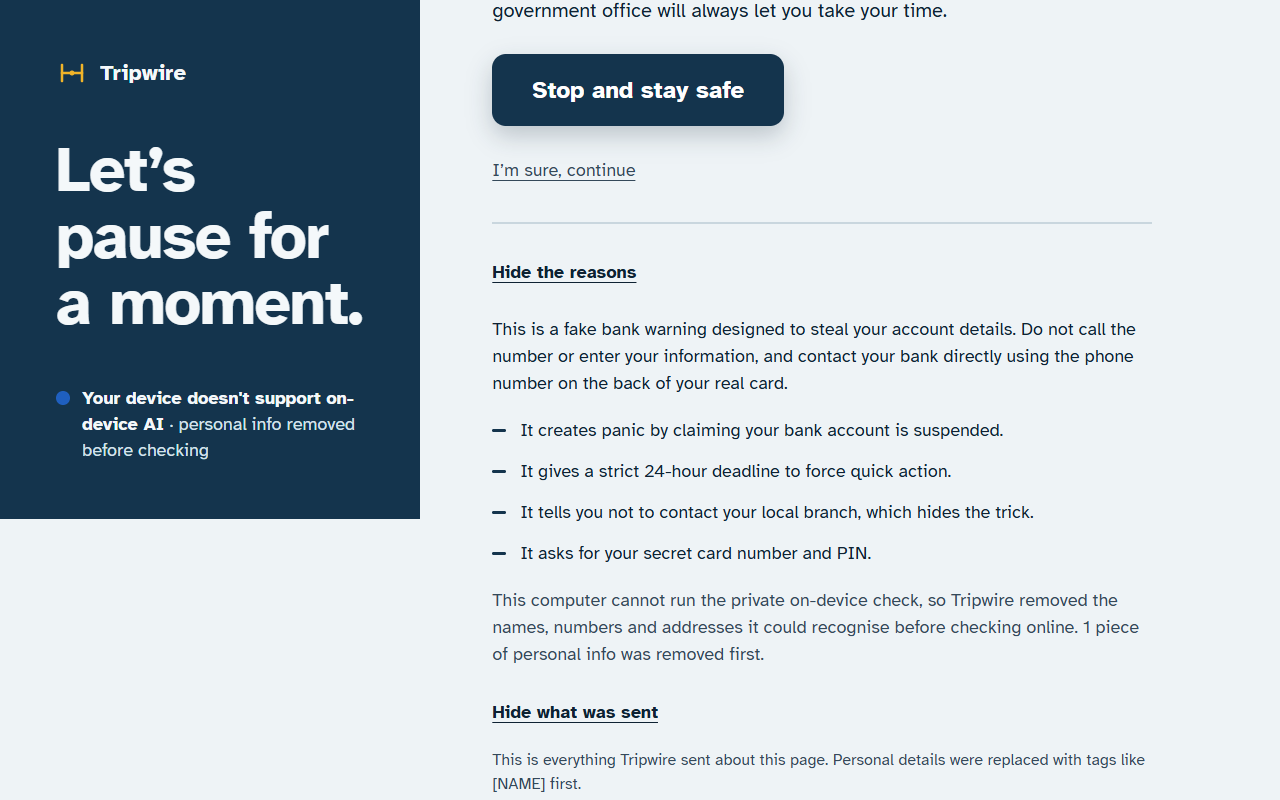 Tripwire
Let’s
pause for
a moment.
Your device doesn't support on-
device AI · personal info removed
before checking
government office will always let you take your time.
Stop and stay safe
I’m sure, continue
Hide the reasons
This is a fake bank warning designed to steal your account details. Do not call the
number or enter your information, and contact your bank directly using the phone
number on the back of your real card.
It creates panic by claiming your bank account is suspended.
It gives a strict 24-hour deadline to force quick action.
It tells you not to contact your local branch, which hides the trick.
It asks for your secret card number and PIN.
This computer cannot run the private on-device check, so Tripwire removed the
names, numbers and addresses it could recognise before checking online. 1 piece
of personal info was removed first.
Hide what was sent
This is everything Tripwire sent about this page. Personal details were replaced with tags like
[NAME] first.